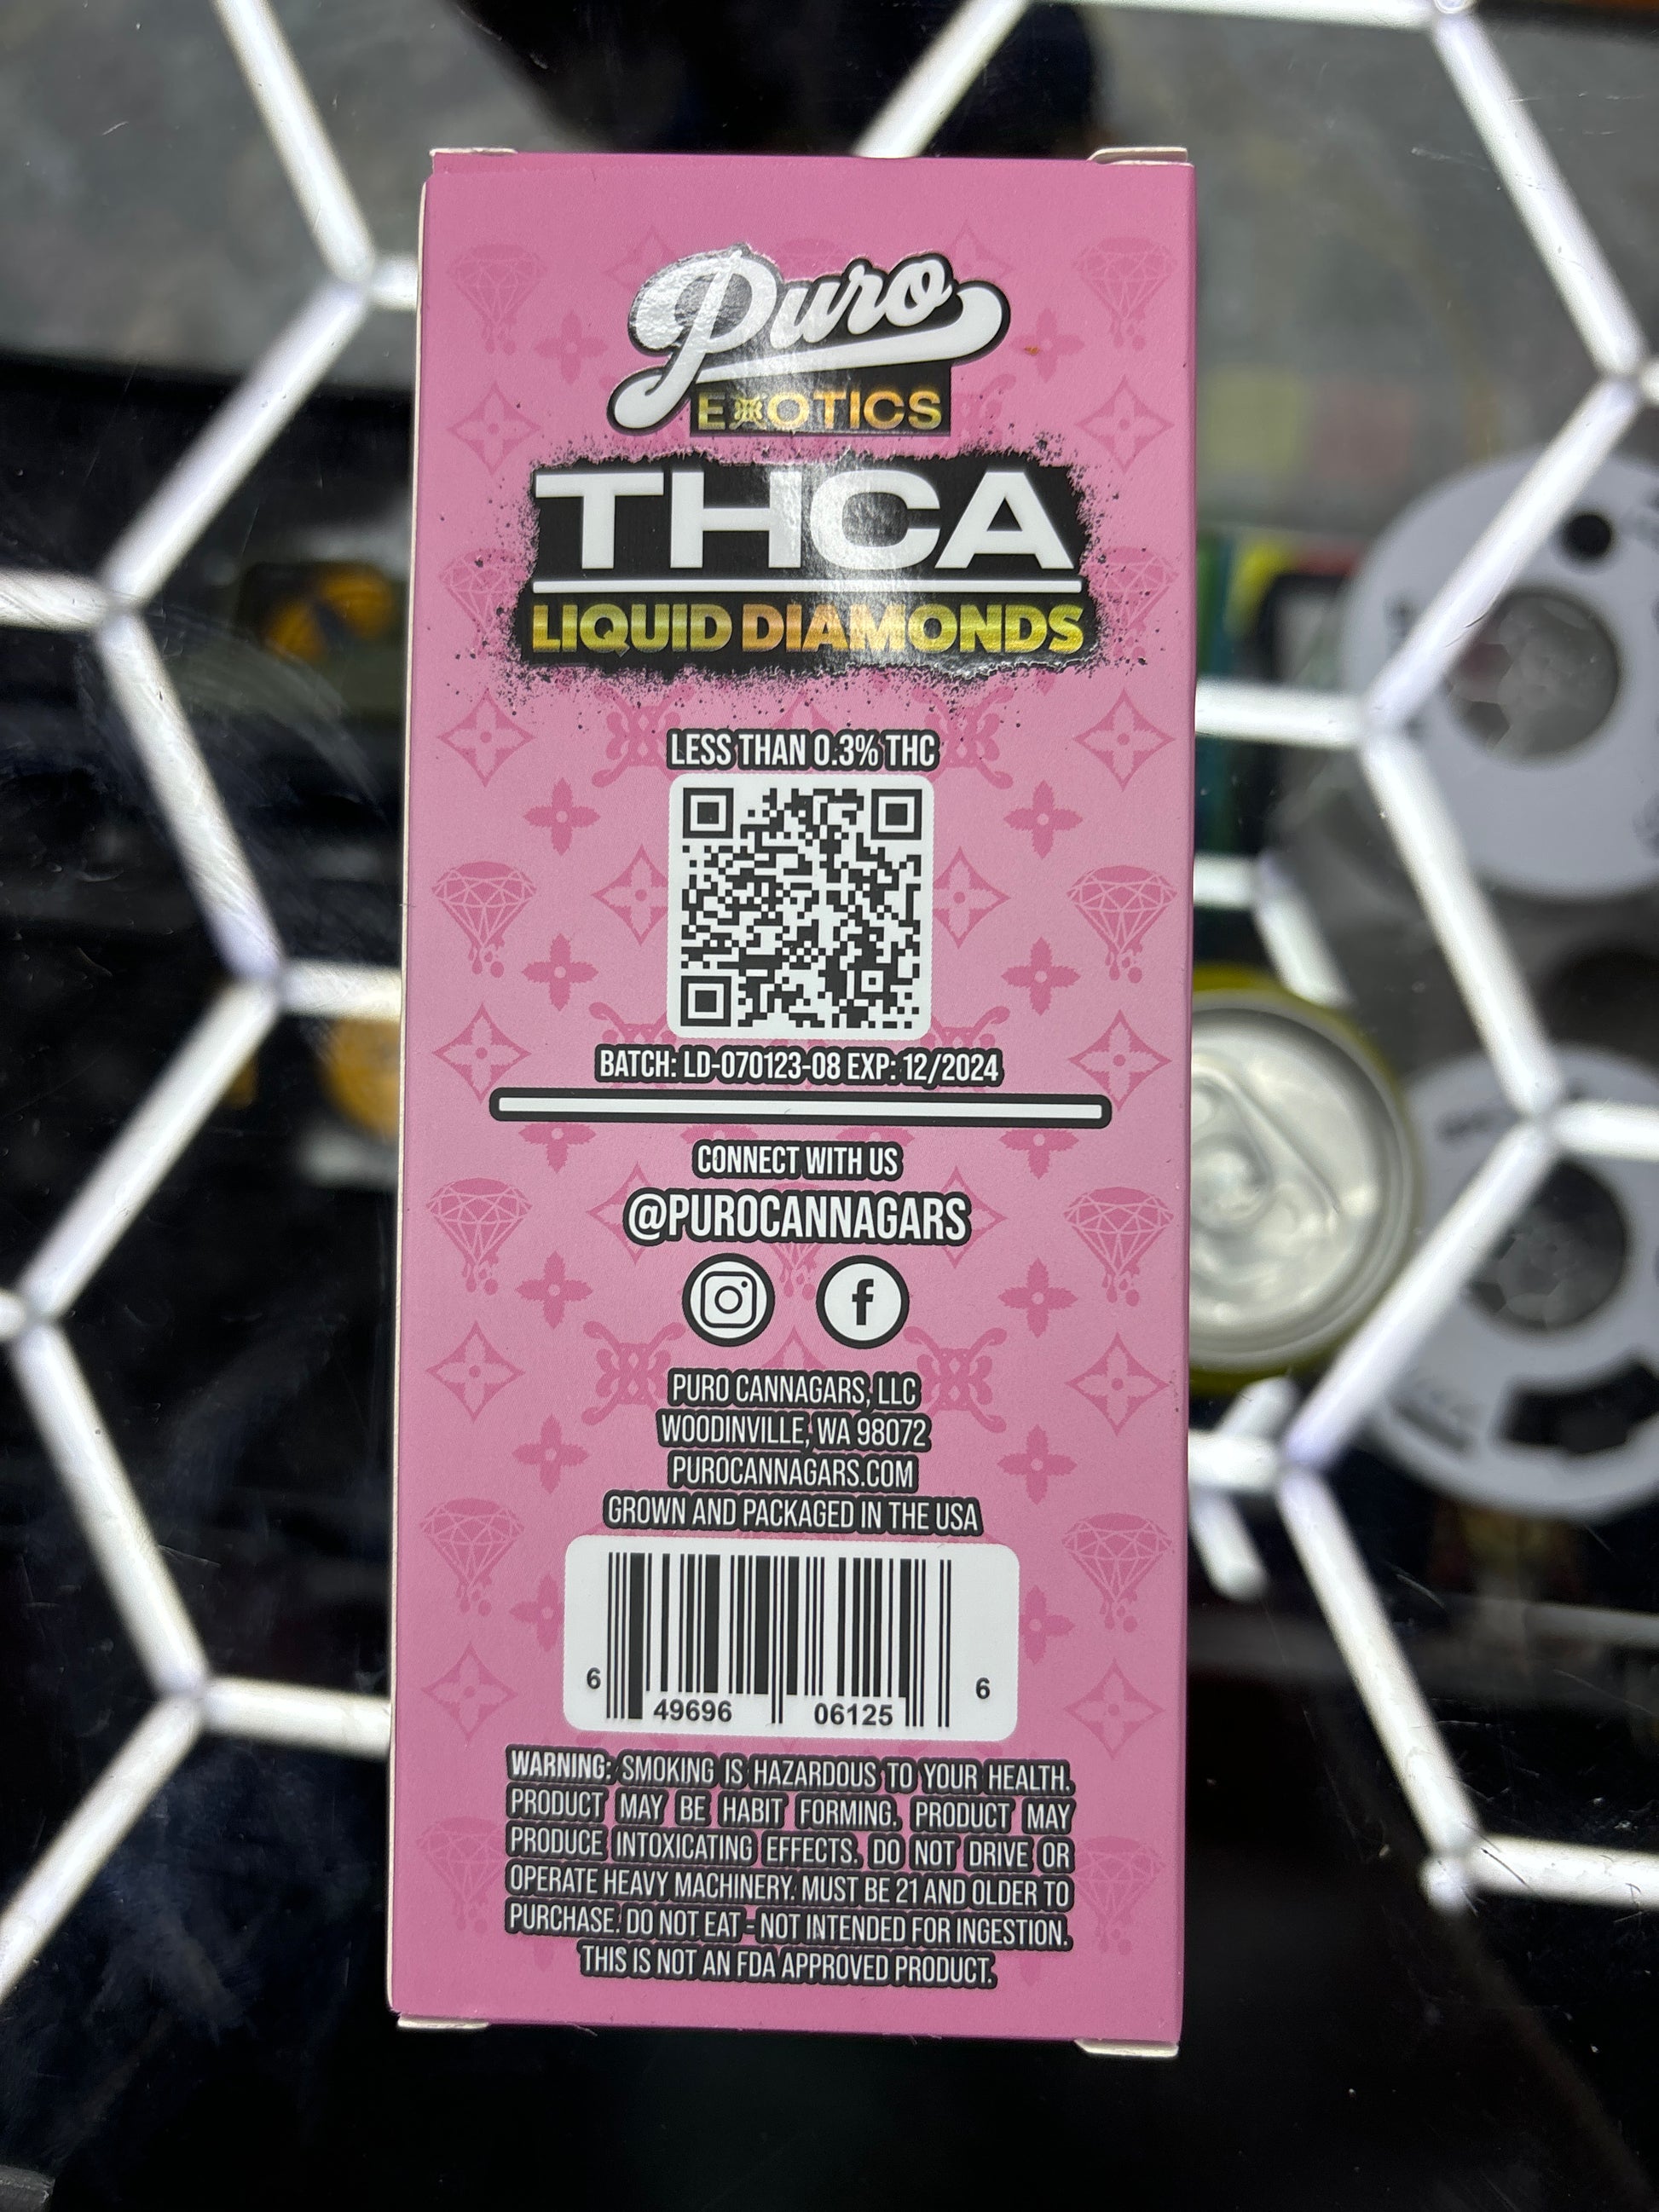 Puro
EXOTICS
THCA
LIQUID DIAMONDS
LESS THAN 0.3% THC
BATCH: LD-070123-08 EXP: 12/2024
CONNECT WITH US
@PUROCANNAGARS
PURO CANNAGARS, LLC
WOODINVILLE, WA 98072
PUROCANNAGARS.COM
GROWN AND PACKAGED IN THE USA
6 49696 06125 6
WARNING: SMOKING IS HAZARDOUS TO YOUR HEALTH.
PRODUCT MAY BE HABIT FORMING. PRODUCT MAY
PRODUCE INTOXICATING EFFECTS. DO NOT DRIVE OR
OPERATE HEAVY MACHINERY. MUST BE 21 AND OLDER TO
PURCHASE. DO NOT EAT - NOT INTENDED FOR INGESTION.
THIS IS NOT AN FDA APPROVED PRODUCT.